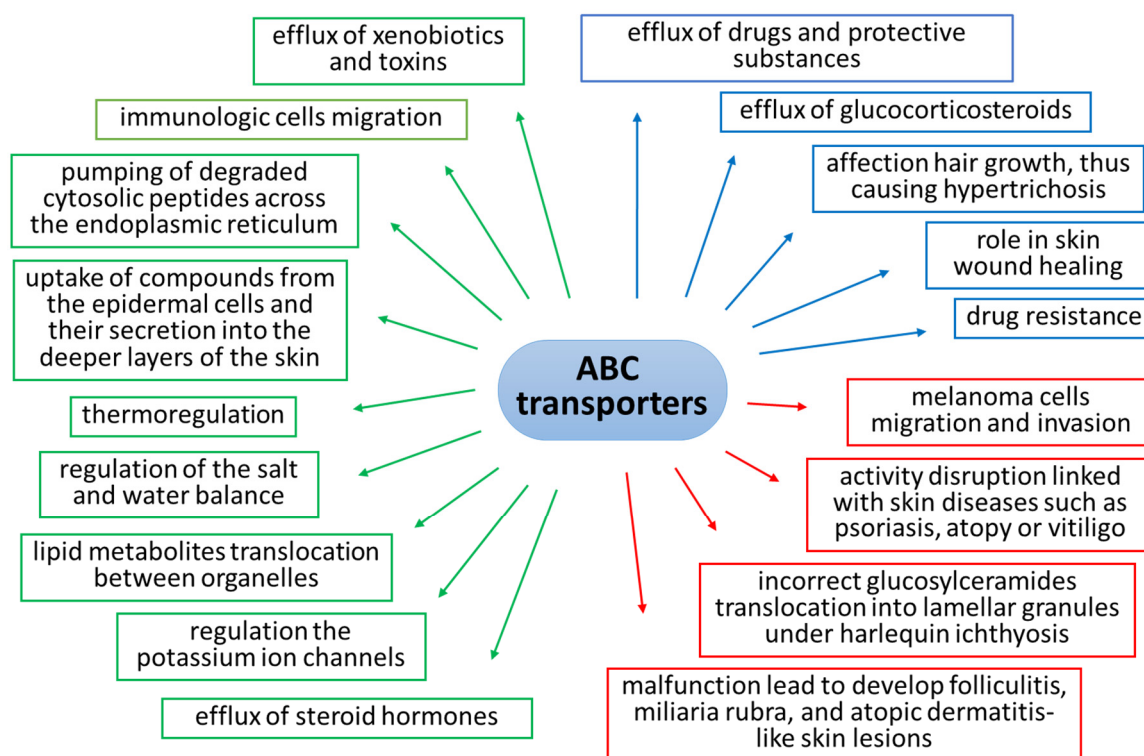 efflux of xenobiotics
and toxins
immunologic cells migration
pumping of degraded
cytosolic peptides across
the endoplasmic reticulum
uptake of compounds from
the epidermal cells and
their secretion into the
deeper layers of the skin
thermoregulation
regulation of the salt
and water balance
lipid metabolites translocation
between organelles
regulation the
potassium ion channels
efflux of steroid hormones
ABC
transporters
efflux of drugs and protective
substances
efflux of glucocorticosteroids
affection hair growth, thus
causing hypertrichosis
role in skin
wound healing
drug resistance
melanoma cells
migration and invasion
activity disruption linked
with skin diseases such as
psoriasis, atopy or vitiligo
incorrect glucosylceramides
translocation into lamellar granules
under harlequin ichthyosis
malfunction lead to develop folliculitis,
miliaria rubra, and atopic dermatitis-
like skin lesions